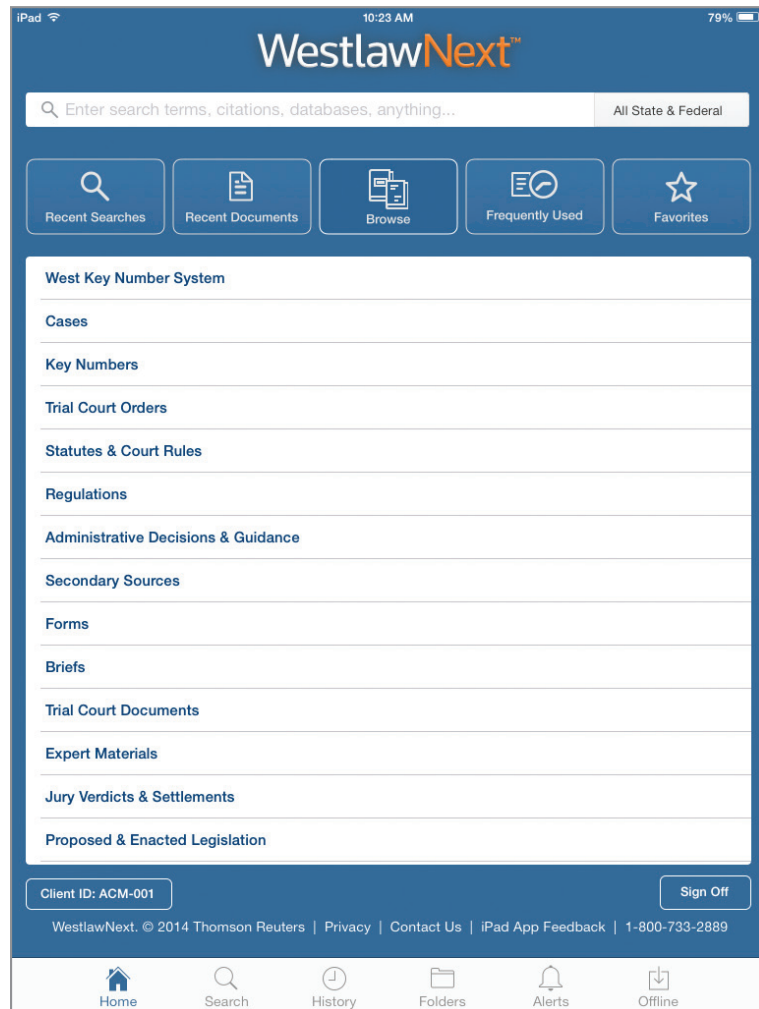 iPad 10:23 AM 79%
WestlawNext™
Enter search terms, citations, databases, anything... All State & Federal
Recent Searches Recent Documents Browse Frequently Used Favorites
West Key Number System
Cases
Key Numbers
Trial Court Orders
Statutes & Court Rules
Regulations
Administrative Decisions & Guidance
Secondary Sources
Forms
Briefs
Trial Court Documents
Expert Materials
Jury Verdicts & Settlements
Proposed & Enacted Legislation
Client ID: ACM-001 Sign Off
WestlawNext. © 2014 Thomson Reuters | Privacy | Contact Us | iPad App Feedback | 1-800-733-2889
Home Search History Folders Alerts Offline